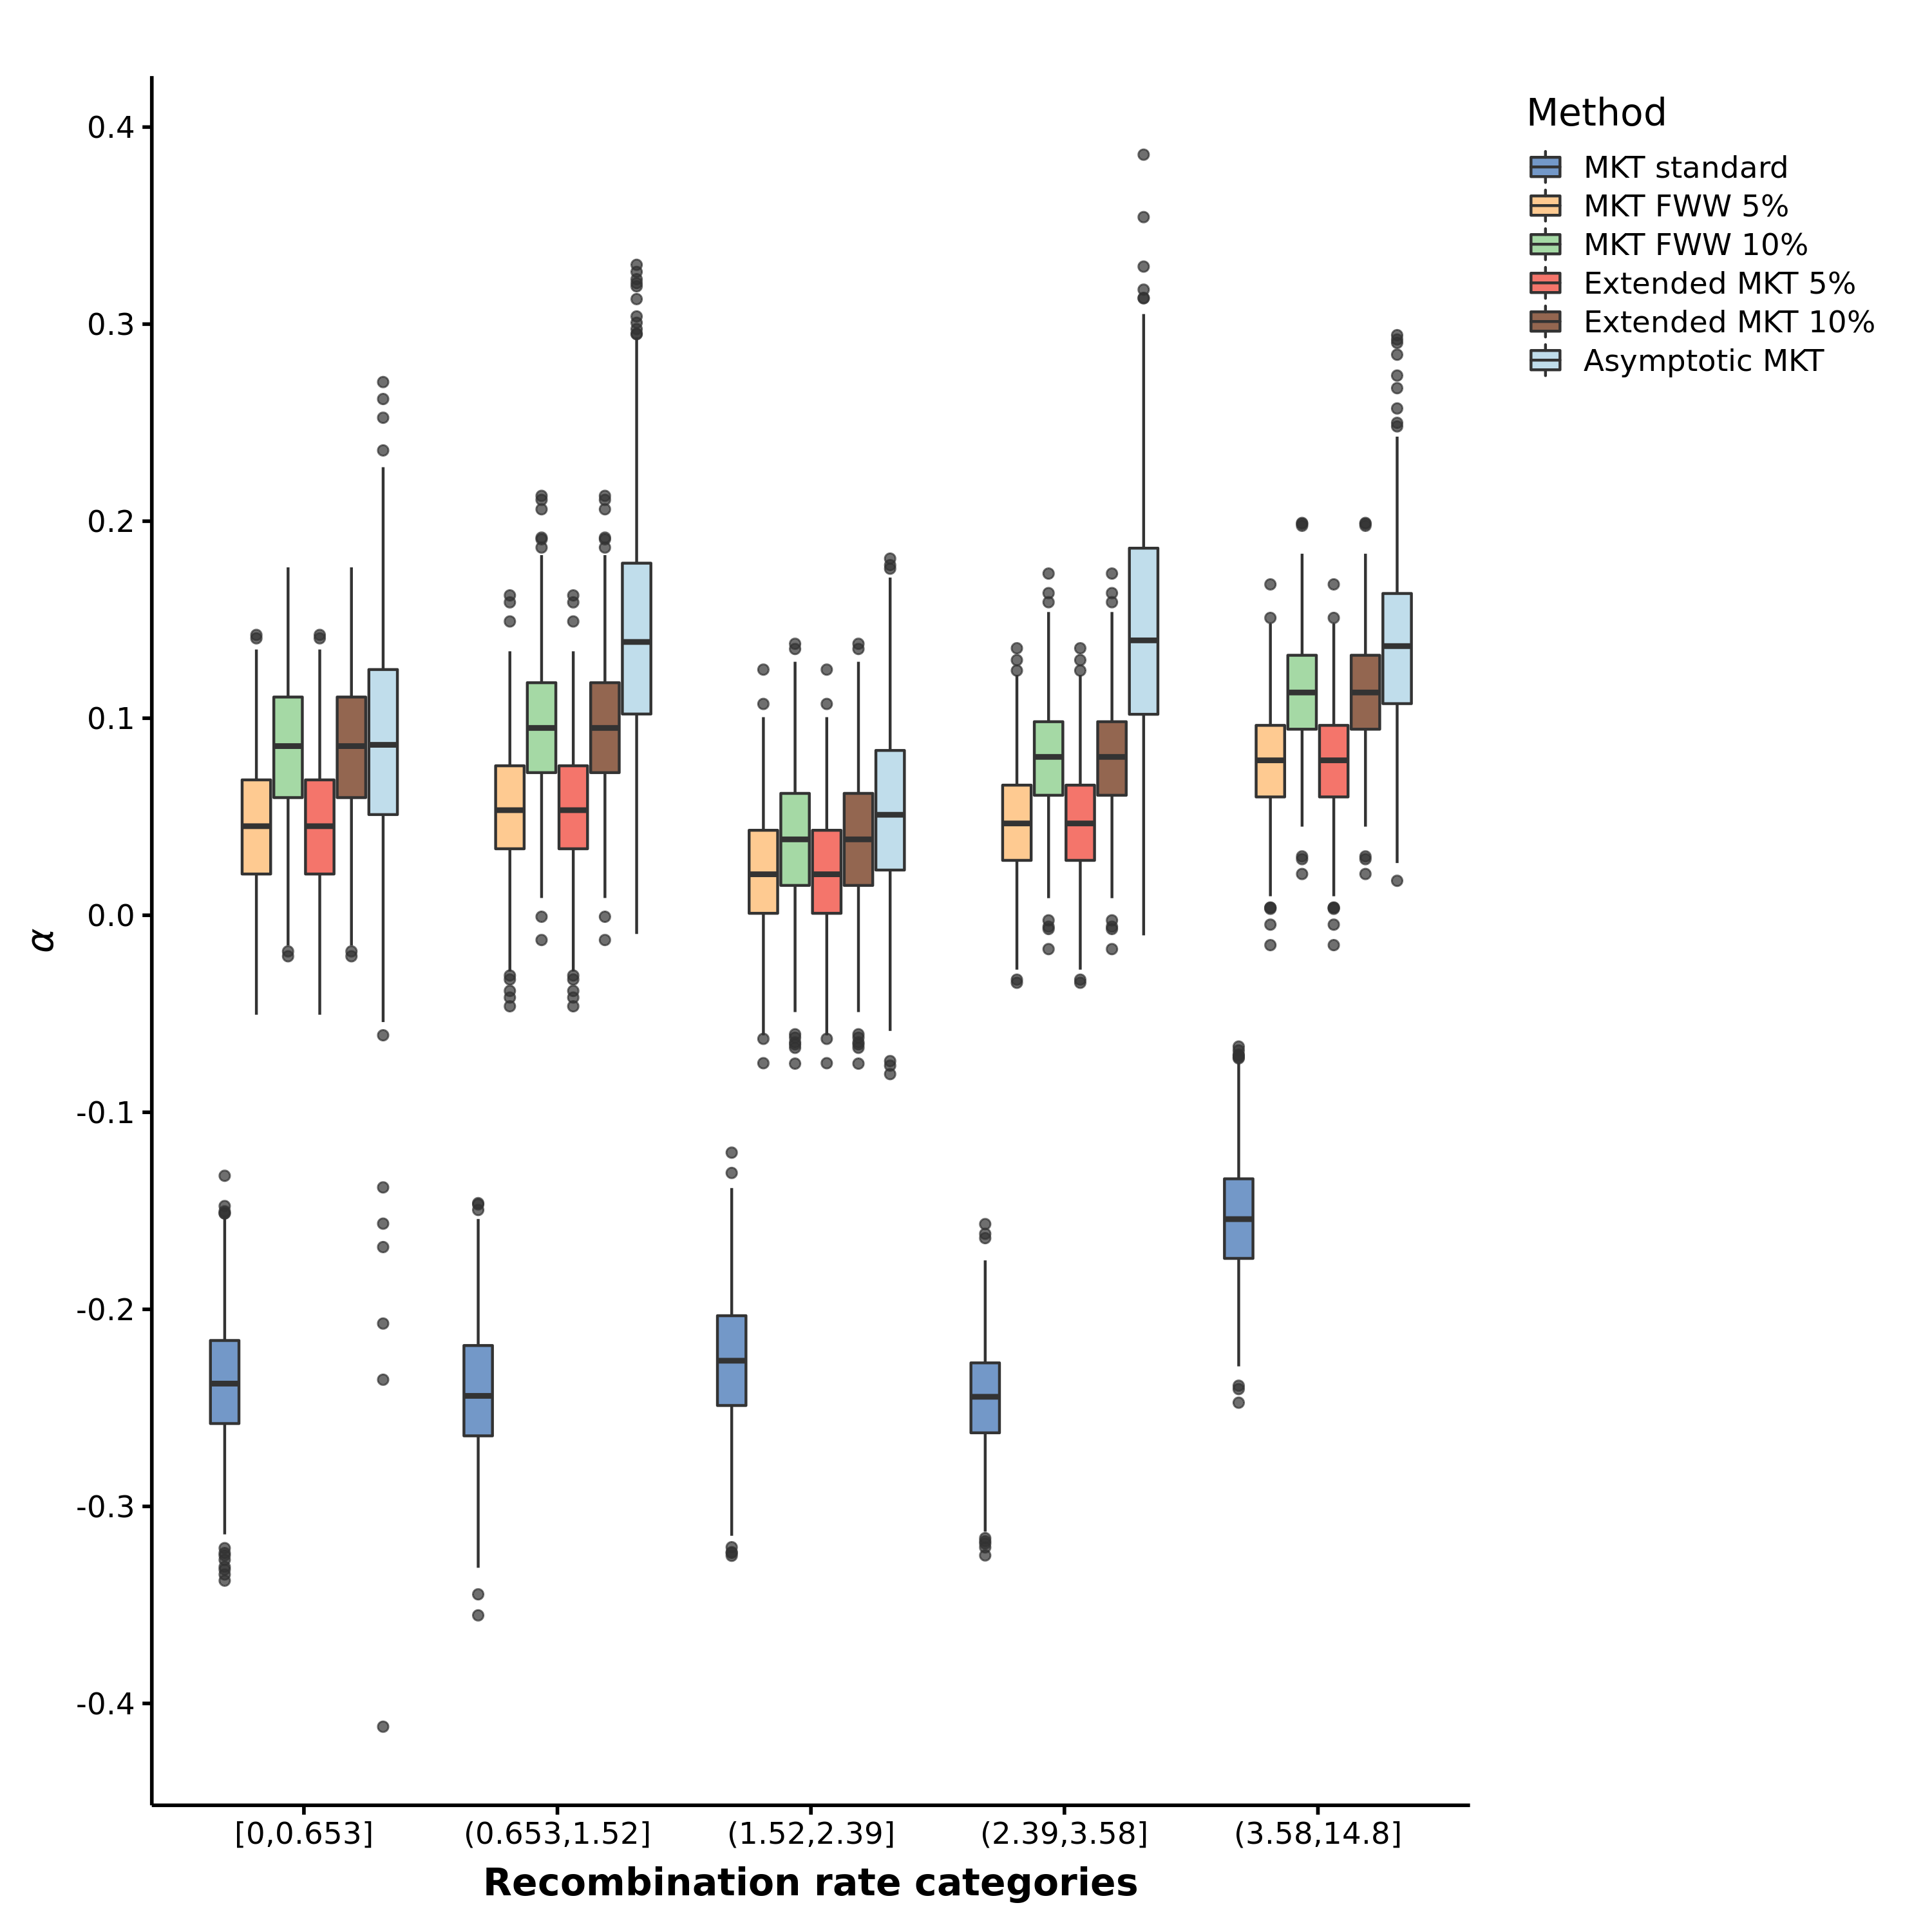 Method
MKT standard
MKT FWW 5%
MKT FWW 10%
Extended MKT 5%
Extended MKT 10%
Asymptotic MKT
0.4
0.3
0.2
0.1
0.0
-0.1
-0.2
-0.3
-0.4
α
[0,0.653]
(0.653,1.52]
(1.52,2.39]
(2.39,3.58]
(3.58,14.8]
Recombination rate categories